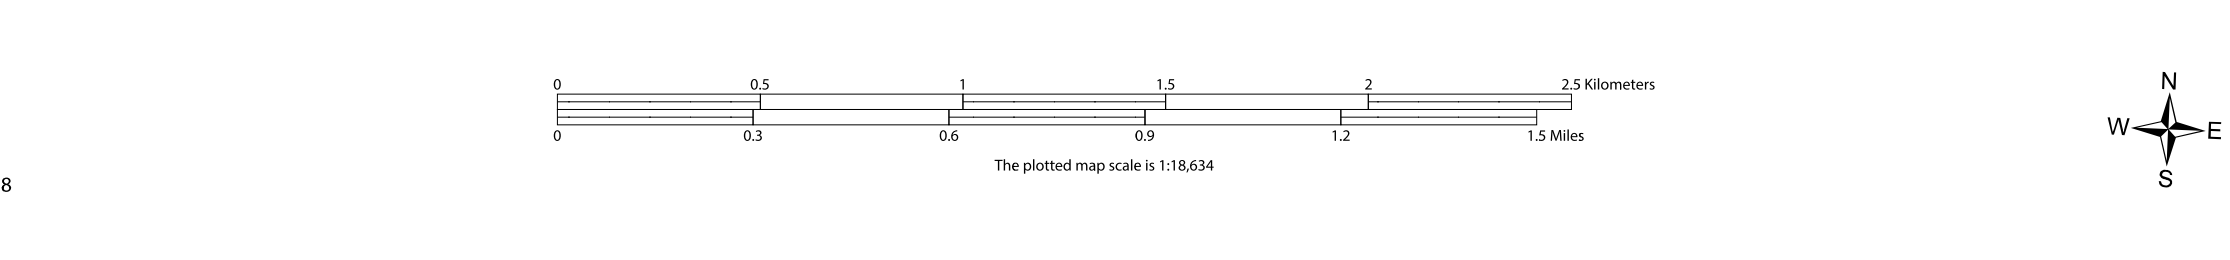 0 0.5 1 1.5 2 2.5 Kilometers
0 0.3 0.6 0.9 1.2 1.5 Miles
The plotted map scale is 1:18,634
8
N
W E
S